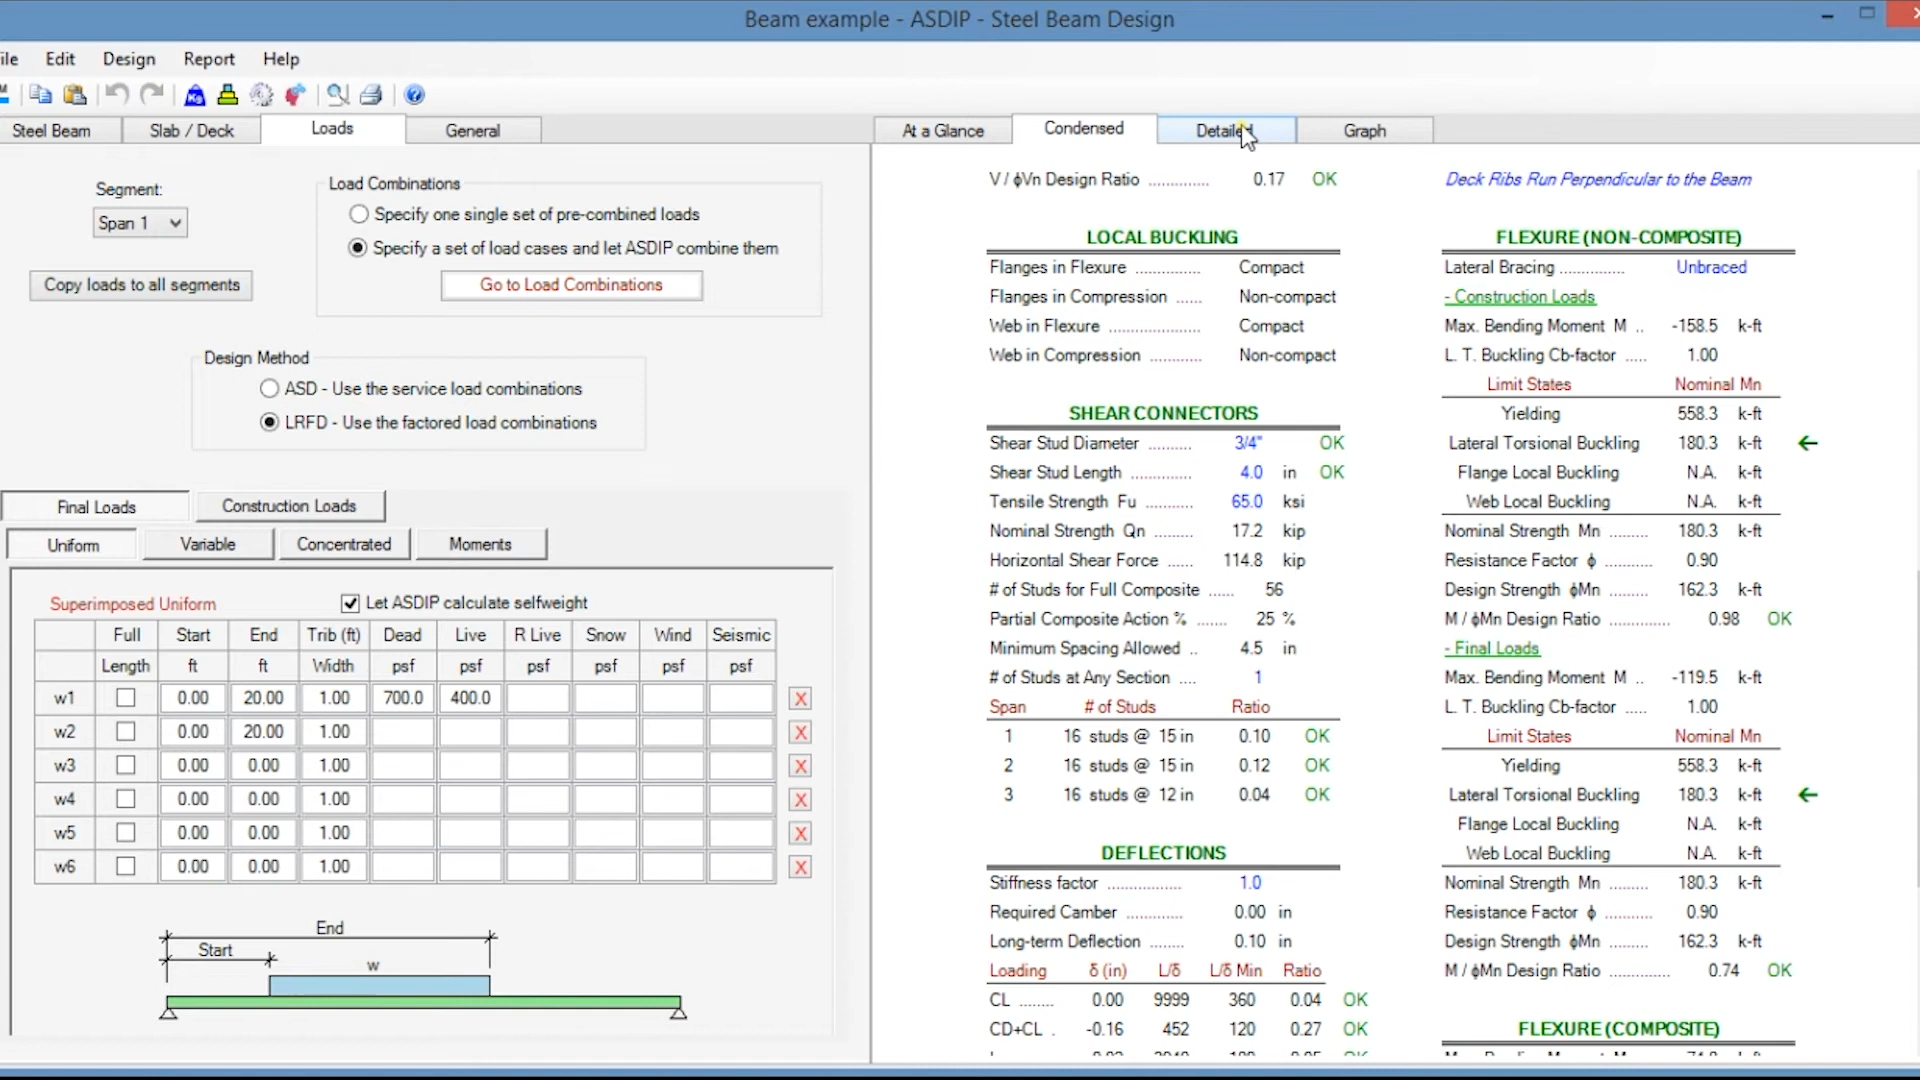 Beam example - ASDIP - Steel Beam Design
ile Edit Design Report Help
Steel Beam Slab / Deck Loads General
At a Glance Condensed Detailed Graph
Segment:
Span 1
Copy loads to all segments
Load Combinations
Specify one single set of pre-combined loads
Specify a set of load cases and let ASDIP combine them
Go to Load Combinations
Design Method
ASD - Use the service load combinations
LRFD - Use the factored load combinations
Final Loads Construction Loads
Uniform Variable Concentrated Moments
Superimposed Uniform Let ASDIP calculate selfweight
Full Start End Trib (ft) Dead Live R Live Snow Wind Seismic
Length ft ft Width psf psf psf psf psf psf
w1 0.00 20.00 1.00 700.0 400.0 X
w2 0.00 20.00 1.00 X
w3 0.00 0.00 1.00 X
w4 0.00 0.00 1.00 X
w5 0.00 0.00 1.00 X
w6 0.00 0.00 1.00 X
End
Start
w
V / ϕVn Design Ratio ............. 0.17 OK
LOCAL BUCKLING
Flanges in Flexure .............. Compact
Flanges in Compression ...... Non-compact
Web in Flexure .................... Compact
Web in Compression ............ Non-compact
SHEAR CONNECTORS
Shear Stud Diameter .......... 3/4" OK
Shear Stud Length ............. 4.0 in OK
Tensile Strength Fu ........... 65.0 ksi
Nominal Strength Qn ......... 17.2 kip
Horizontal Shear Force ...... 114.8 kip
# of Studs for Full Composite ...... 56
Partial Composite Action % ....... 25 %
Minimum Spacing Allowed .. 4.5 in
# of Studs at Any Section .... 1
Span # of Studs Ratio
1 16 studs @ 15 in 0.10 OK
2 16 studs @ 15 in 0.12 OK
3 16 studs @ 12 in 0.04 OK
DEFLECTIONS
Stiffness factor ................. 1.0
Required Camber ............. 0.00 in
Long-term Deflection ........ 0.10 in
Loading δ (in) L/δ L/δ Min Ratio
CL ........ 0.00 9999 360 0.04 OK
CD+CL . -0.16 452 120 0.27 OK
Deck Ribs Run Perpendicular to the Beam
FLEXURE (NON-COMPOSITE)
Lateral Bracing .............. Unbraced
- Construction Loads
Max. Bending Moment M .. -158.5 k-ft
L. T. Buckling Cb-factor ..... 1.00
Limit States Nominal Mn
Yielding 558.3 k-ft
Lateral Torsional Buckling 180.3 k-ft ←
Flange Local Buckling N.A. k-ft
Web Local Buckling N.A. k-ft
Nominal Strength Mn ......... 180.3 k-ft
Resistance Factor ϕ ........... 0.90
Design Strength ϕMn ......... 162.3 k-ft
M / ϕMn Design Ratio ............. 0.98 OK
- Final Loads
Max. Bending Moment M .. -119.5 k-ft
L. T. Buckling Cb-factor ..... 1.00
Limit States Nominal Mn
Yielding 558.3 k-ft
Lateral Torsional Buckling 180.3 k-ft ←
Flange Local Buckling N.A. k-ft
Web Local Buckling N.A. k-ft
Nominal Strength Mn ......... 180.3 k-ft
Resistance Factor ϕ ........... 0.90
Design Strength ϕMn ......... 162.3 k-ft
M / ϕMn Design Ratio ............. 0.74 OK
FLEXURE (COMPOSITE)